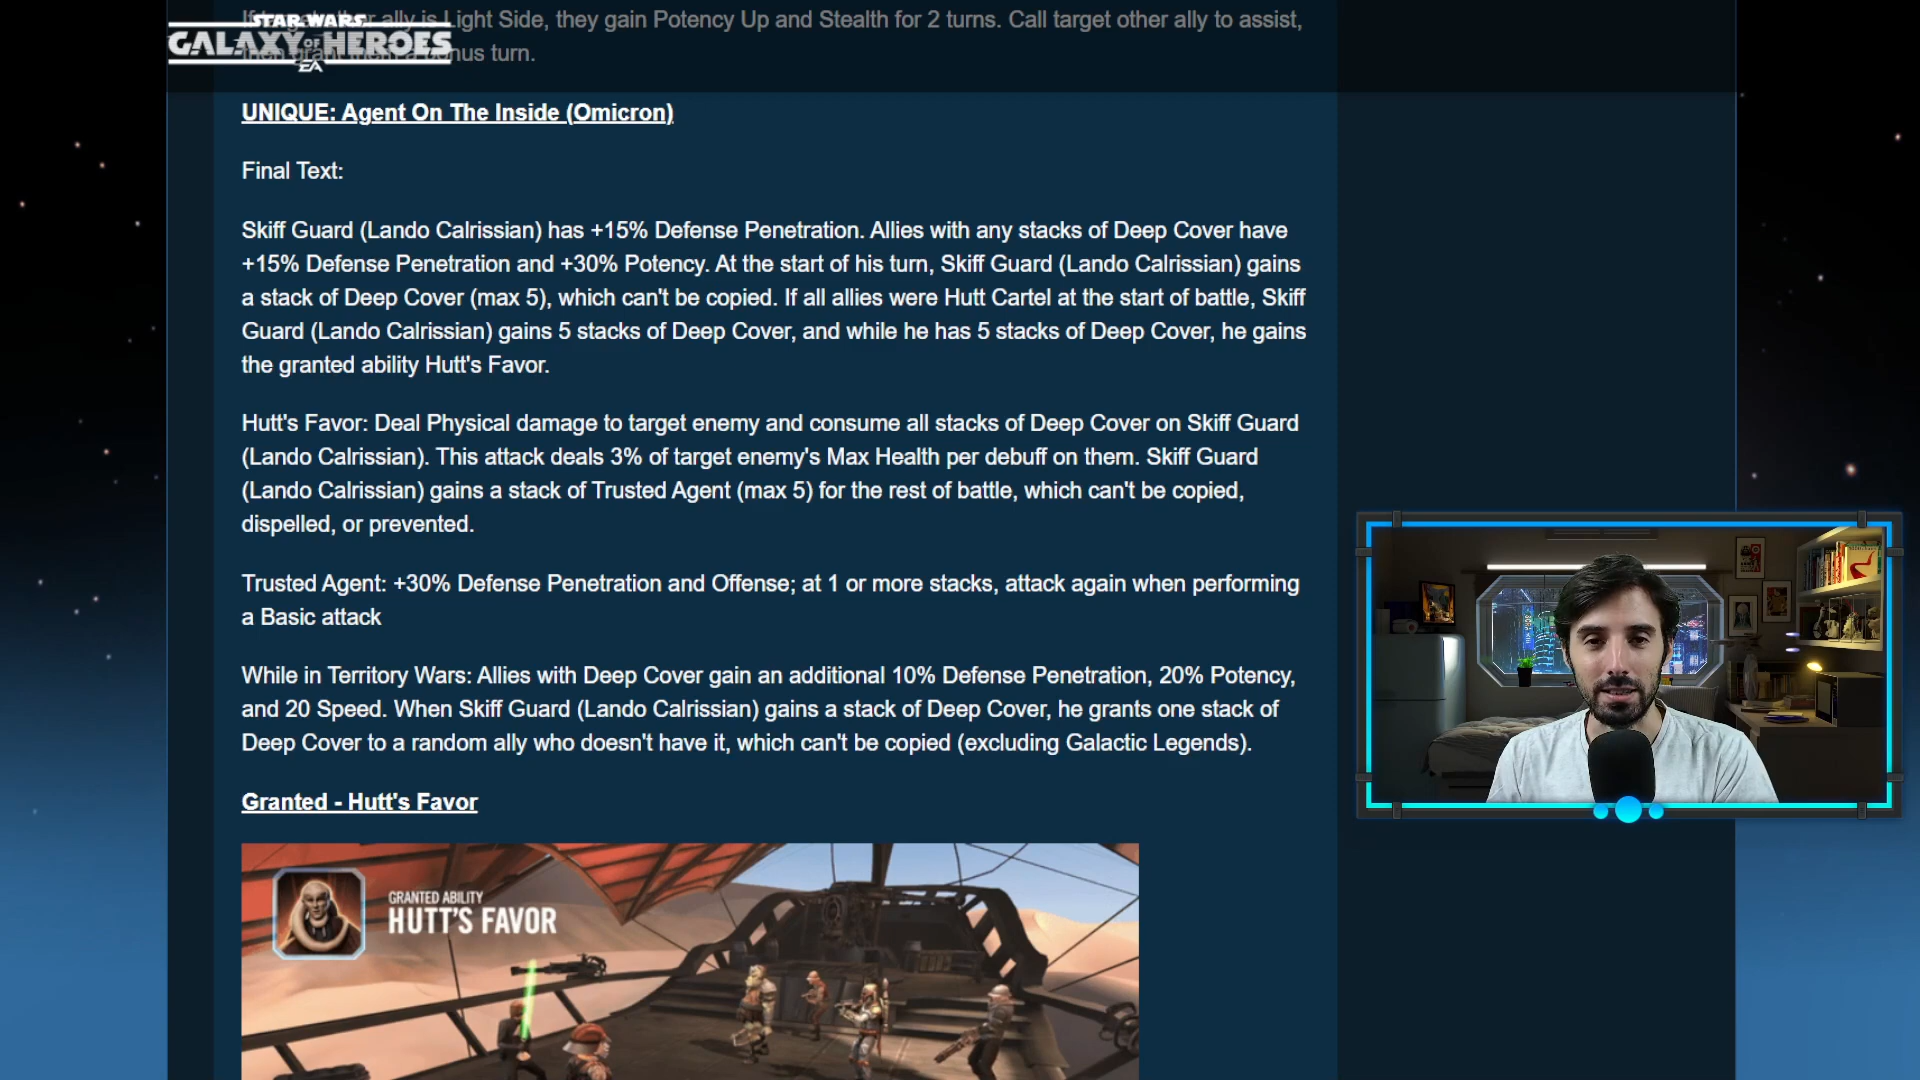 If target other ally is Light Side, they gain Potency Up and Stealth for 2 turns. Call target other ally to assist,
then grant them a bonus turn.
STAR WARS
GALAXY OF HEROES
EA
UNIQUE: Agent On The Inside (Omicron)
Final Text:
Skiff Guard (Lando Calrissian) has +15% Defense Penetration. Allies with any stacks of Deep Cover have
+15% Defense Penetration and +30% Potency. At the start of his turn, Skiff Guard (Lando Calrissian) gains
a stack of Deep Cover (max 5), which can't be copied. If all allies were Hutt Cartel at the start of battle, Skiff
Guard (Lando Calrissian) gains 5 stacks of Deep Cover, and while he has 5 stacks of Deep Cover, he gains
the granted ability Hutt's Favor.
Hutt's Favor: Deal Physical damage to target enemy and consume all stacks of Deep Cover on Skiff Guard
(Lando Calrissian). This attack deals 3% of target enemy's Max Health per debuff on them. Skiff Guard
(Lando Calrissian) gains a stack of Trusted Agent (max 5) for the rest of battle, which can't be copied,
dispelled, or prevented.
Trusted Agent: +30% Defense Penetration and Offense; at 1 or more stacks, attack again when performing
a Basic attack
While in Territory Wars: Allies with Deep Cover gain an additional 10% Defense Penetration, 20% Potency,
and 20 Speed. When Skiff Guard (Lando Calrissian) gains a stack of Deep Cover, he grants one stack of
Deep Cover to a random ally who doesn't have it, which can't be copied (excluding Galactic Legends).
Granted - Hutt's Favor
GRANTED ABILITY
HUTT'S FAVOR